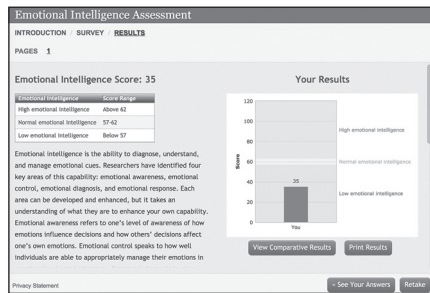 Emotional Intelligence Assessment
INTRODUCTION / SURVEY / RESULTS
PAGES 1
Emotional Intelligence Score: 35
Emotional Intelligence Score Range
High emotional intelligence Above 62
Normal emotional intelligence 57-62
Low emotional intelligence Below 57
Emotional intelligence is the ability to diagnose, understand,
and manage emotional cues. Researchers have identified four
key areas of this capability: emotional awareness, emotional
control, emotional diagnosis, and emotional response. Each
area can be developed and enhanced, but it takes an
understanding of what they are to enhance your own capability.
Emotional awareness refers to one's level of awareness of how
emotions influence decisions and how others' decisions affect
one's own emotions. Emotional control speaks to how well
individuals are able to appropriately manage their emotions in
Your Results
120
100
80
60
40
20
0
Score
35
You
High emotional intelligence
Normal emotional intelligence
Low emotional intelligence
View Comparative Results
Print Results
Privacy Statement
« See Your Answers
Retake